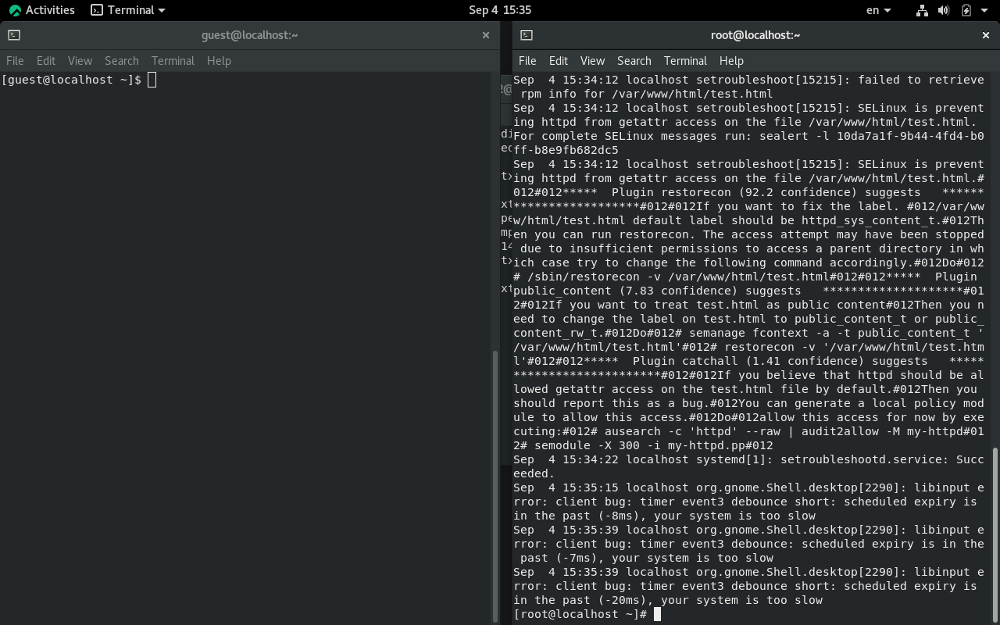 Activities
Terminal
Sep 4 15:35
en
guest@localhost:~
File Edit View Search Terminal Help
[guest@localhost ~]$
2@
di
ed
tx
xt
pe
mp
14
tx
xt
root@localhost:~
File Edit View Search Terminal Help
Sep  4 15:34:12 localhost setroubleshoot[15215]: failed to retrieve
 rpm info for /var/www/html/test.html
Sep  4 15:34:12 localhost setroubleshoot[15215]: SELinux is prevent
ing httpd from getattr access on the file /var/www/html/test.html.
For complete SELinux messages run: sealert -l 10da7a1f-9b44-4fd4-b0
ff-b8e9fb682dc5
Sep  4 15:34:12 localhost setroubleshoot[15215]: SELinux is prevent
ing httpd from getattr access on the file /var/www/html/test.html.#
012#012*****  Plugin restorecon (92.2 confidence) suggests   ******
******************#012#012If you want to fix the label. #012/var/ww
w/html/test.html default label should be httpd_sys_content_t.#012Th
en you can run restorecon. The access attempt may have been stopped
 due to insufficient permissions to access a parent directory in wh
ich case try to change the following command accordingly.#012Do#012
# /sbin/restorecon -v /var/www/html/test.html#012#012*****  Plugin
public_content (7.83 confidence) suggests   ********************#01
2#012If you want to treat test.html as public content#012Then you n
eed to change the label on test.html to public_content_t or public_
content_rw_t.#012Do#012# semanage fcontext -a -t public_content_t '
/var/www/html/test.html'#012# restorecon -v '/var/www/html/test.htm
l'#012#012*****  Plugin catchall (1.41 confidence) suggests   *****
*********************#012#012If you believe that httpd should be al
lowed getattr access on the test.html file by default.#012Then you
should report this as a bug.#012You can generate a local policy mod
ule to allow this access.#012Do#012allow this access for now by exe
cuting:#012# ausearch -c 'httpd' --raw | audit2allow -M my-httpd#01
2# semodule -X 300 -i my-httpd.pp#012
Sep  4 15:34:22 localhost systemd[1]: setroubleshootd.service: Succ
eeded.
Sep  4 15:35:15 localhost org.gnome.Shell.desktop[2290]: libinput e
rror: client bug: timer event3 debounce short: scheduled expiry is
in the past (-8ms), your system is too slow
Sep  4 15:35:39 localhost org.gnome.Shell.desktop[2290]: libinput e
rror: client bug: timer event3 debounce: scheduled expiry is in the
 past (-7ms), your system is too slow
Sep  4 15:35:39 localhost org.gnome.Shell.desktop[2290]: libinput e
rror: client bug: timer event3 debounce short: scheduled expiry is
in the past (-20ms), your system is too slow
[root@localhost ~]#